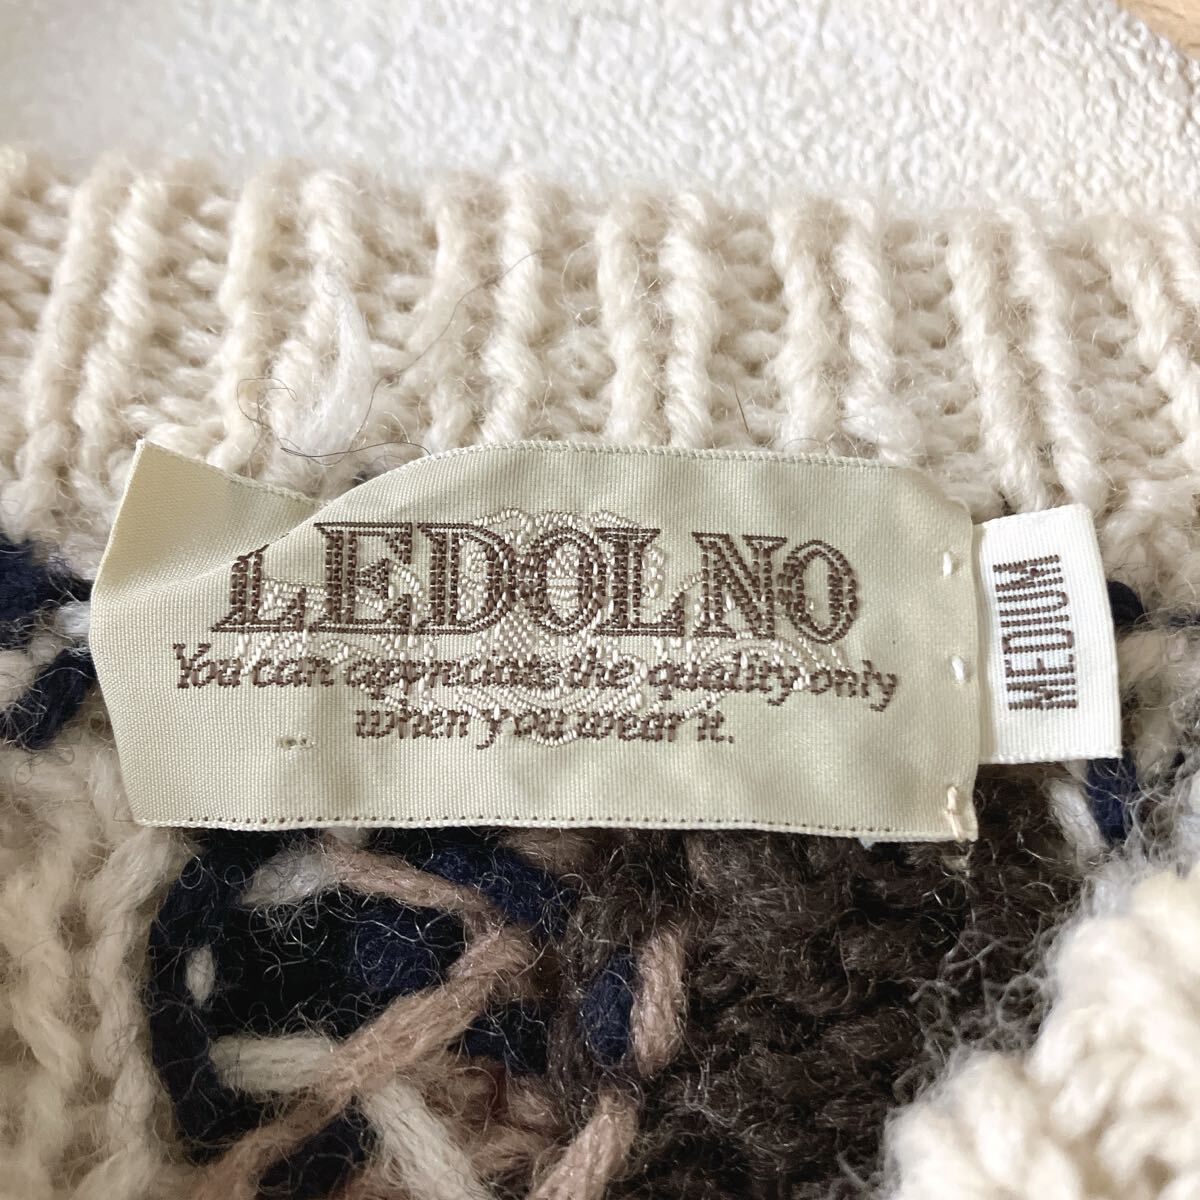 LEDOLNO
You can appreciate the quality only
when you wear it.
MEDIUM